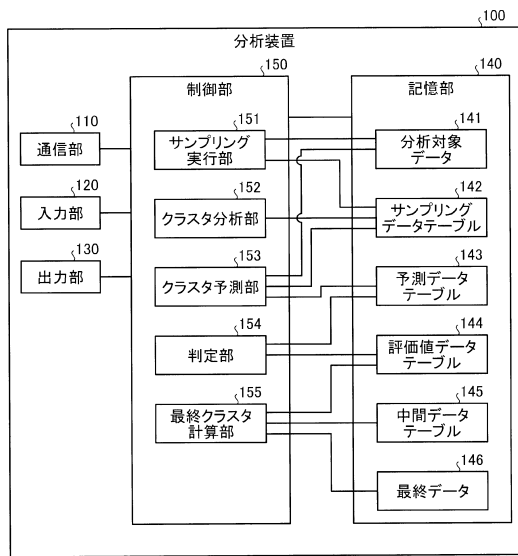 100
分析装置
150
制御部
140
記憶部
110
通信部
120
入力部
130
出力部
151
サンプリング
実行部
152
クラスタ分析部
153
クラスタ予測部
154
判定部
155
最終クラスタ
計算部
141
分析対象
データ
142
サンプリング
データテーブル
143
予測データ
テーブル
144
評価値データ
テーブル
145
中間データ
テーブル
146
最終データ